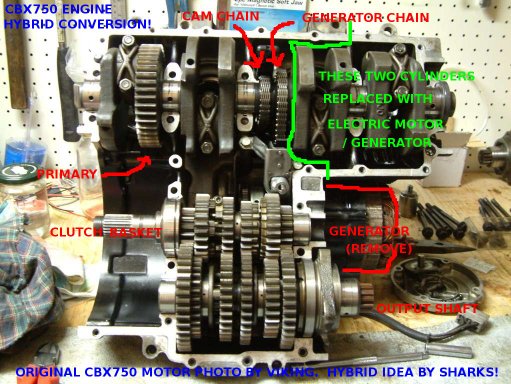 CBX750 ENGINE
HYBRID CONVERSION!
CAM CHAIN
GENERATOR CHAIN
THESE TWO CYLINDERS
REPLACED WITH
ELECTRIC MOTOR
/ GENERATOR
PRIMARY
CLUTCH BASKET
GENERATOR
(REMOVE)
OUTPUT SHAFT
ORIGINAL CBX750 MOTOR PHOTO BY VIKING. HYBRID IDEA BY SHARKS!